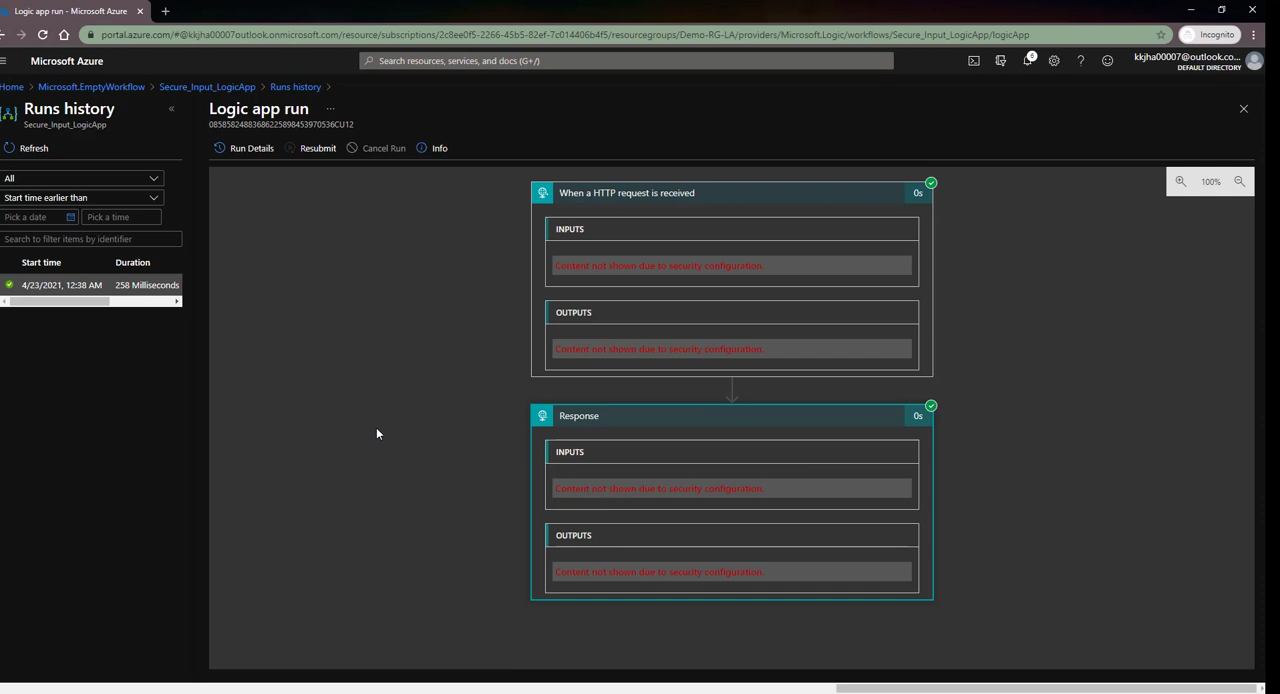 Logic app run - Microsoft Azure
portal.azure.com/#@kkjha00007outlook.onmicrosoft.com/resource/subscriptions/2c8ee0f5-2266-45b5-82ef-7c014406b4f5/resourcegroups/Demo-RG-LA/providers/Microsoft.Logic/workflows/Secure_Input_LogicApp/logicApp
Incognito
Microsoft Azure
Search resources, services, and docs (G+/)
6
kkjha00007@outlook.co...
DEFAULT DIRECTORY
Home > Microsoft.EmptyWorkflow > Secure_Input_LogicApp > Runs history >
Runs history
Secure_Input_LogicApp
«
Logic app run ...
08585824883686225898453970536CU12
Refresh
Run Details Resubmit Cancel Run Info
All
Start time earlier than
Pick a date Pick a time
Search to filter items by identifier
Start time Duration
4/23/2021, 12:38 AM 258 Milliseconds
100%
When a HTTP request is received 0s
INPUTS
Content not shown due to security configuration.
OUTPUTS
Content not shown due to security configuration.
Response 0s
INPUTS
Content not shown due to security configuration.
OUTPUTS
Content not shown due to security configuration.